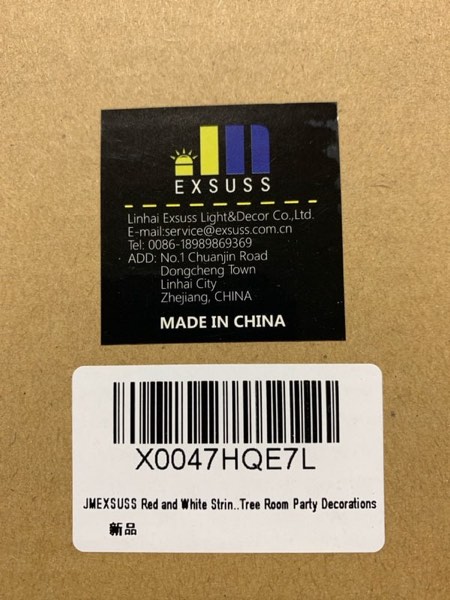 EXSUSS
Linhai Exsuss Light&Decor Co.,Ltd.
E-mail:service@exsuss.com.cn
Tel: 0086-18989869369
ADD: No.1 Chuanjin Road
Dongcheng Town
Linhai City
Zhejiang, CHINA
MADE IN CHINA
X0047HQE7L
JMEXSUSS Red and White Strin..Tree Room Party Decorations
新品